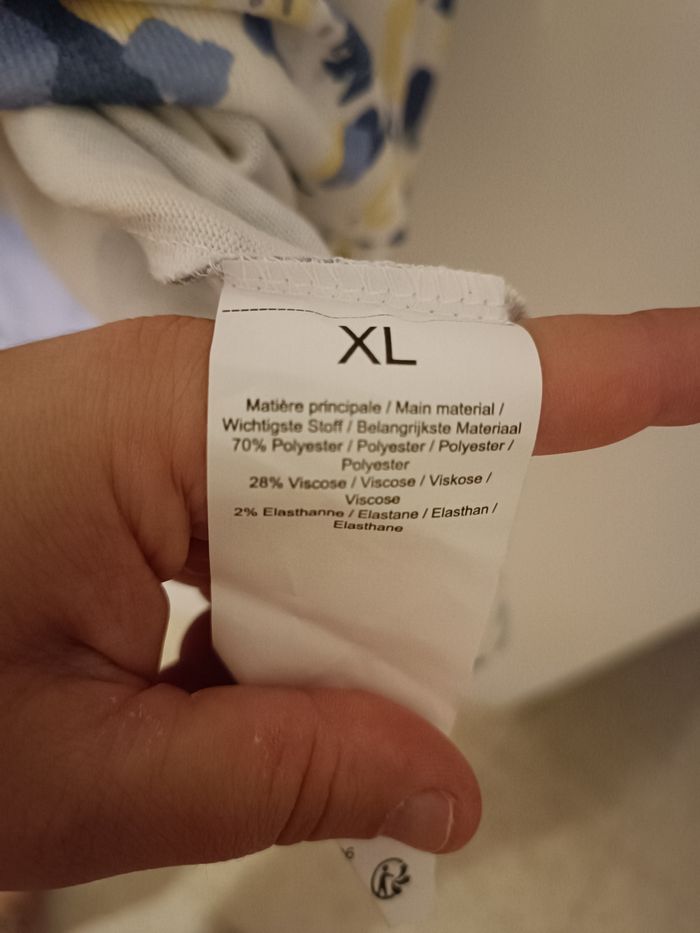 XL
Matière principale / Main material /
Wichtigste Stoff / Belangrijkste Materiaal
70% Polyester / Polyester / Polyester /
Polyester
28% Viscose / Viscose / Viskose /
Viscose
2% Elasthanne / Elastane / Elasthan /
Elasthane